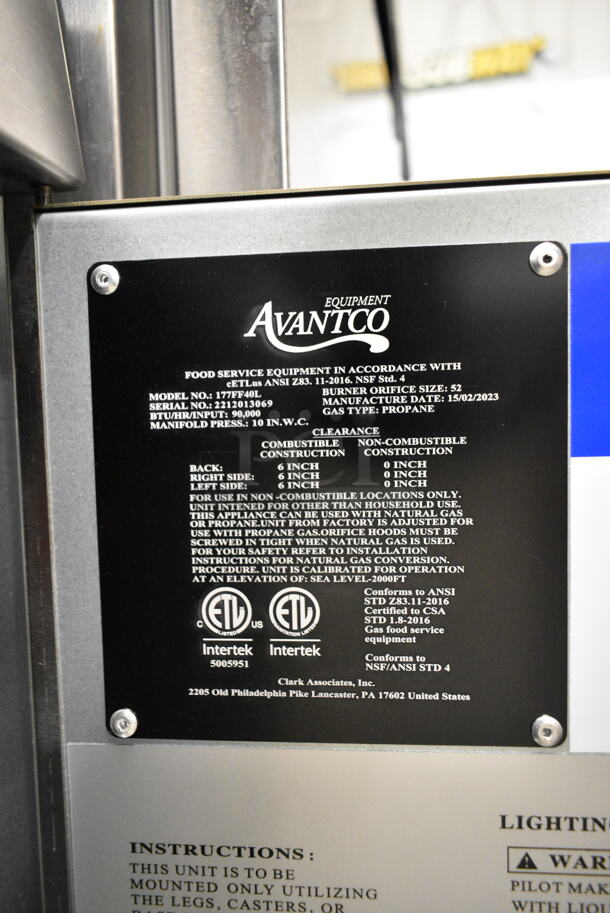 EQUIPMENT
AVANTCO
FOOD SERVICE EQUIPMENT IN ACCORDANCE WITH
cETLus ANSI Z83. 11-2016. NSF Std. 4
MODEL NO.: 177FF40L BURNER ORIFICE SIZE: 52
SERIAL NO.: 2212013069 MANUFACTURE DATE: 15/02/2023
BTU/HR/INPUT: 90,000 GAS TYPE: PROPANE
MANIFOLD PRESS.: 10 IN.W.C.
CLEARANCE
COMBUSTIBLE NON-COMBUSTIBLE
CONSTRUCTION CONSTRUCTION
BACK: 6 INCH 0 INCH
RIGHT SIDE: 6 INCH 0 INCH
LEFT SIDE: 6 INCH 0 INCH
FOR USE IN NON -COMBUSTIBLE LOCATIONS ONLY.
UNIT INTENED FOR OTHER THAN HOUSEHOLD USE.
THIS APPLIANCE CAN BE USED WITH NATURAL GAS
OR PROPANE.UNIT FROM FACTORY IS ADJUSTED FOR
USE WITH PROPANE GAS.ORIFICE HOODS MUST BE
SCREWED IN TIGHT WHEN NATURAL GAS IS USED.
FOR YOUR SAFETY REFER TO INSTALLATION
INSTRUCTIONS FOR NATURAL GAS CONVERSION.
PROCEDURE. UNIT IS CALIBRATED FOR OPERATION
AT AN ELEVATION OF: SEA LEVEL-2000FT
C ETL LISTED US ETL SANITATION LISTED
Intertek Intertek
5005951
Conforms to ANSI
STD Z83.11-2016
Certified to CSA
STD 1.8-2016
Gas food service
equipment
Conforms to
NSF/ANSI STD 4
Clark Associates, Inc.
2205 Old Philadelphia Pike Lancaster, PA 17602 United States
INSTRUCTIONS :
THIS UNIT IS TO BE
MOUNTED ONLY UTILIZING
THE LEGS, CASTERS, OR
LIGHTING
WAR
PILOT MAK
WITH LIQU